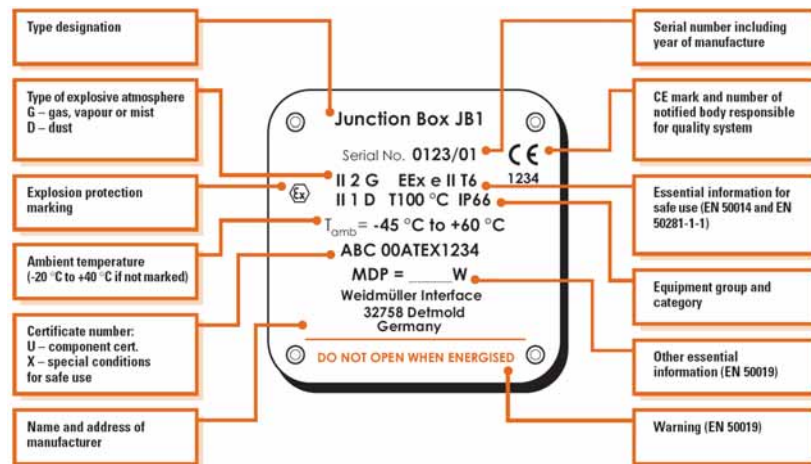 Type designation
Type of explosive atmosphere
G – gas, vapour or mist
D – dust
Explosion protection
marking
Ambient temperature
(-20 °C to +40 °C if not marked)
Certificate number:
U – component cert.
X – special conditions
for safe use
Name and address of
manufacturer
Junction Box JB1
Serial No. 0123/01
CE
1234
Ex
II 2 G EEx e II T6
II 1 D T100 °C IP66
Tamb = -45 °C to +60 °C
ABC 00ATEX1234
MDP = _____W
Weidmüller Interface
32758 Detmold
Germany
DO NOT OPEN WHEN ENERGISED
Serial number including
year of manufacture
CE mark and number of
notified body responsible
for quality system
Essential information for
safe use (EN 50014 and EN
50281-1-1)
Equipment group and
category
Other essential
information (EN 50019)
Warning (EN 50019)